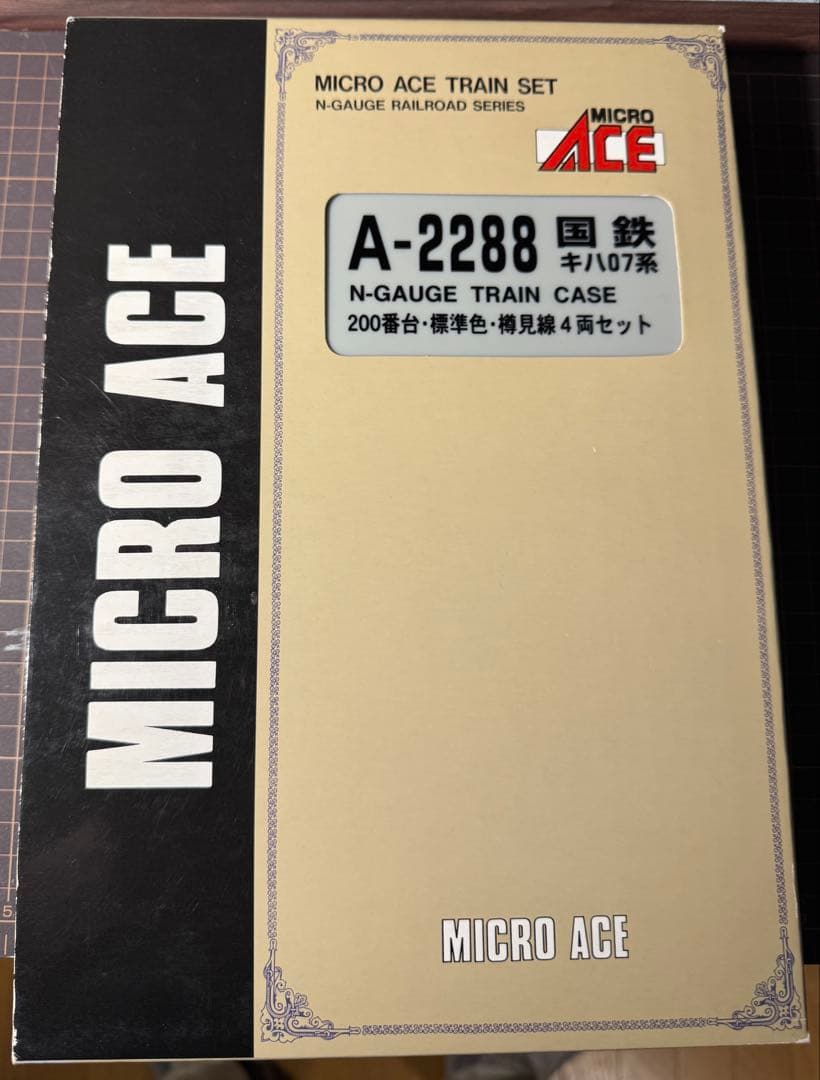 MICRO ACE
MICRO ACE TRAIN SET
N-GAUGE RAILROAD SERIES
MICRO
ACE
A-2288 国鉄
キハ07系
N-GAUGE TRAIN CASE
200番台・標準色・樽見線4両セット
MICRO ACE
5